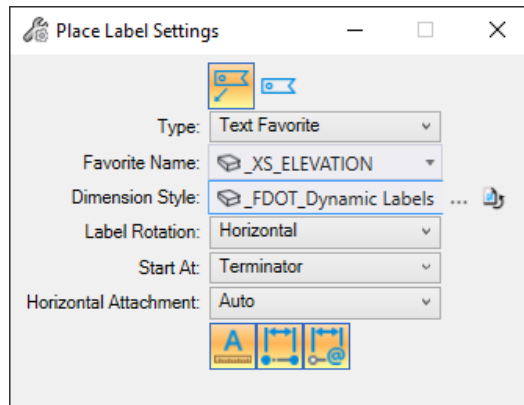 Place Label Settings
Type: Text Favorite
Favorite Name: _XS_ELEVATION
Dimension Style: _FDOT_Dynamic Labels ...
Label Rotation: Horizontal
Start At: Terminator
Horizontal Attachment: Auto
A
@